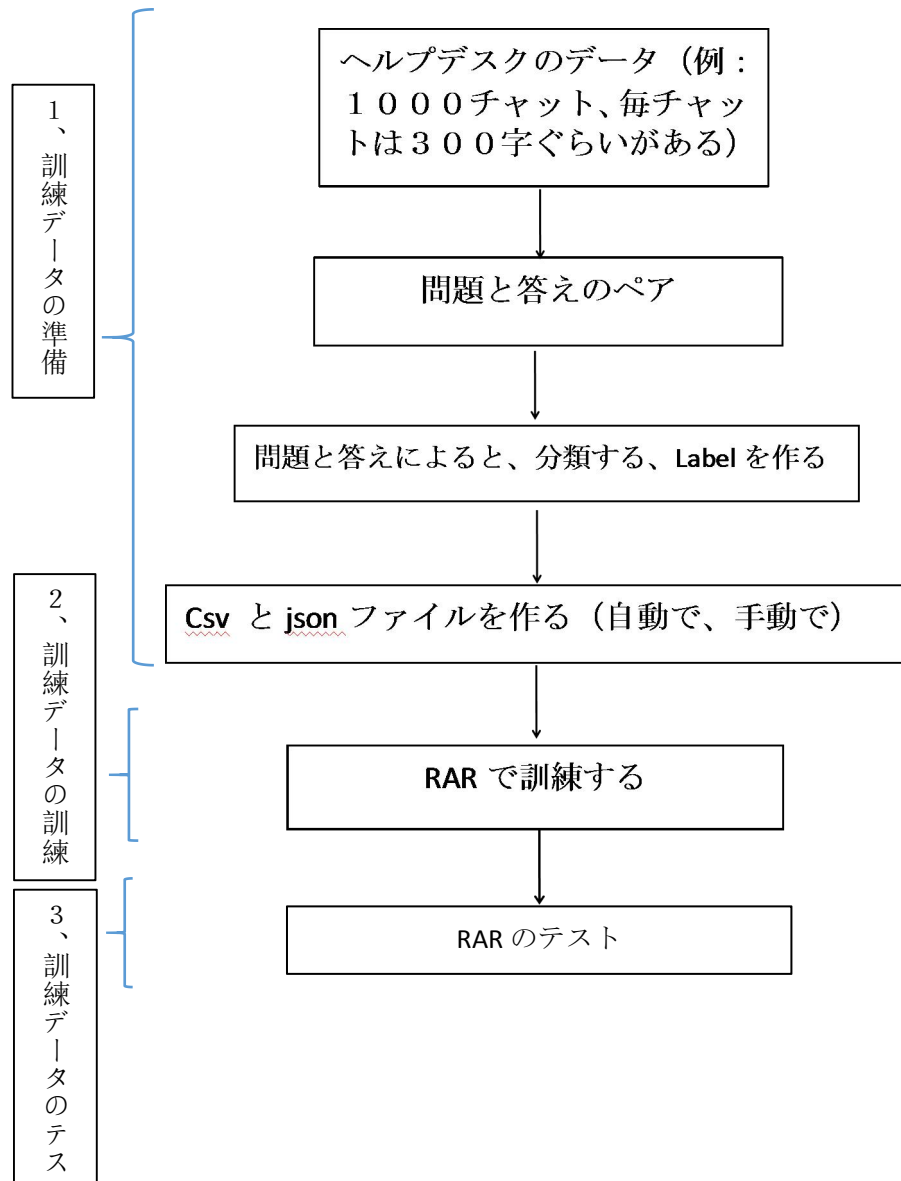 1、訓練データの準備
ヘルプデスクのデータ（例：
１０００チャット、毎チャッ
トは３００字ぐらいがある）
問題と答えのペア
問題と答えによると、分類する、Label を作る
Csv と json ファイルを作る（自動で、手動で）
2、訓練データの訓練
RAR で訓練する
3、訓練データのテス
RAR のテスト